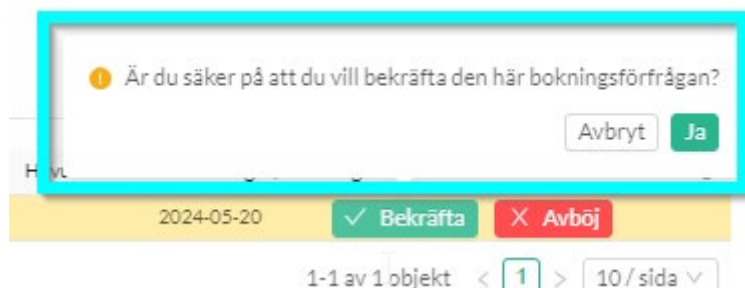 Är du säker på att du vill bekräfta den här bokningsförfrågan?
Avbryt Ja
2024-05-20 Bekräfta Avböj
1-1 av 1 objekt < 1 > 10 / sida